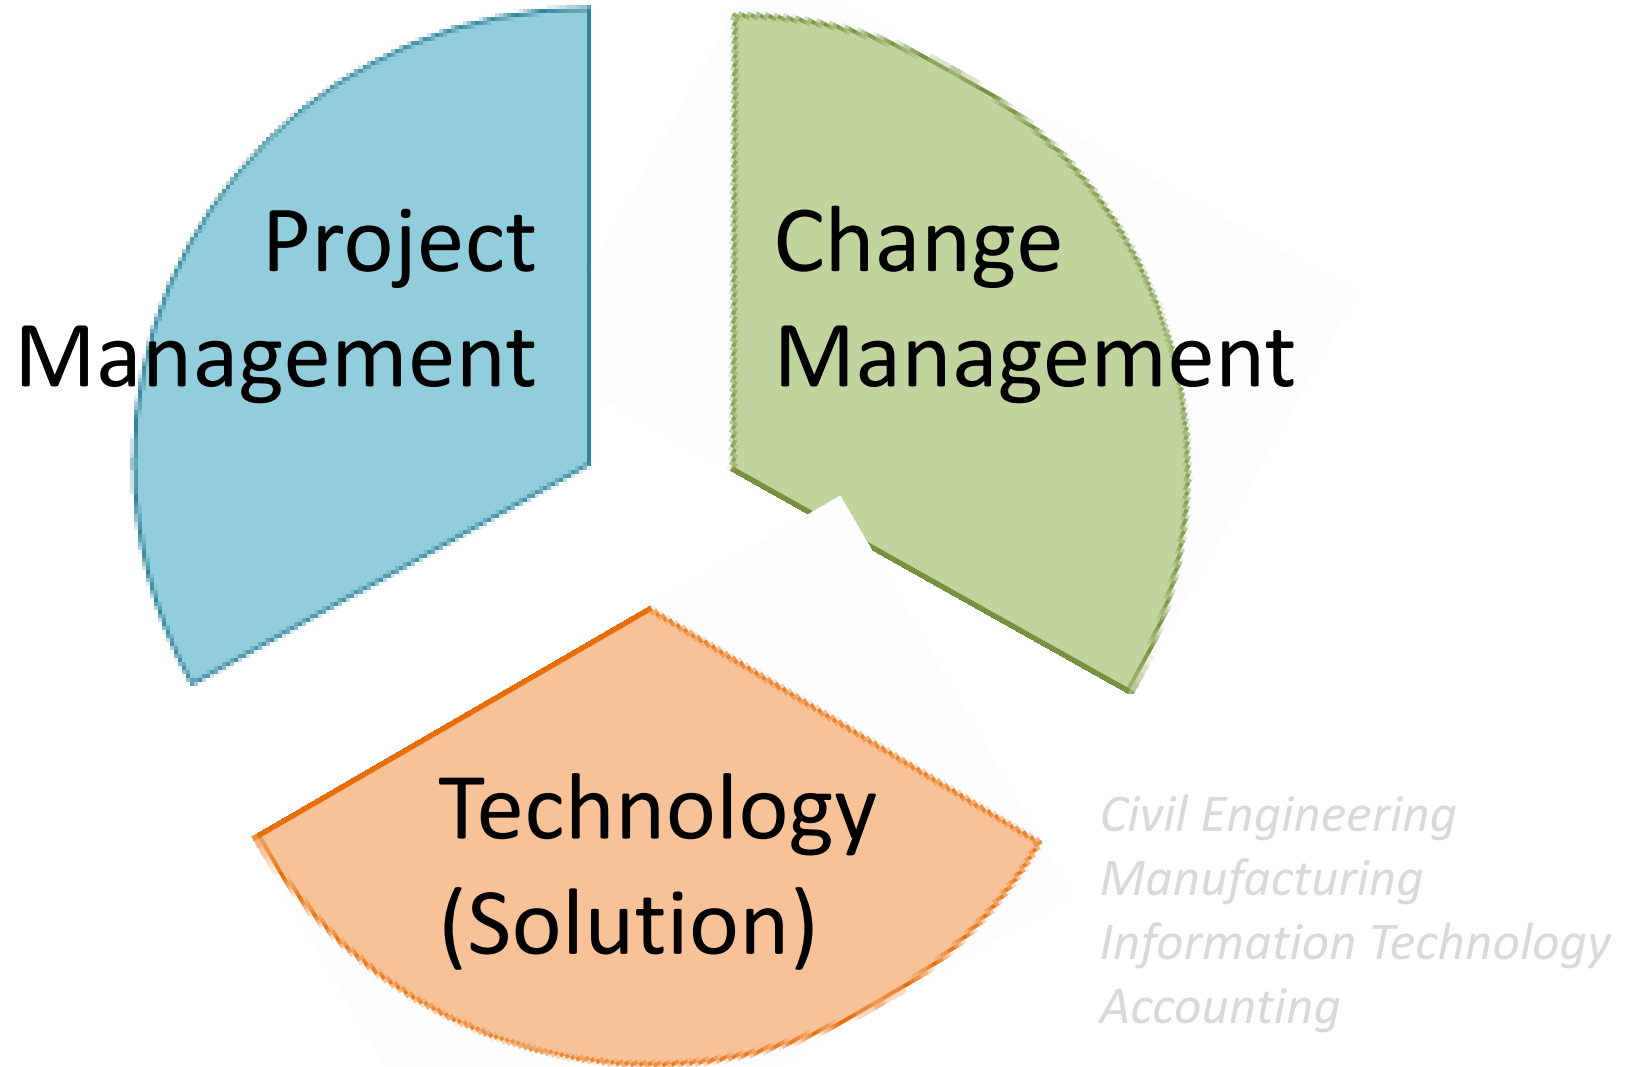 Project
Management
Change
Management
Technology
(Solution)
Civil Engineering
Manufacturing
Information Technology
Accounting